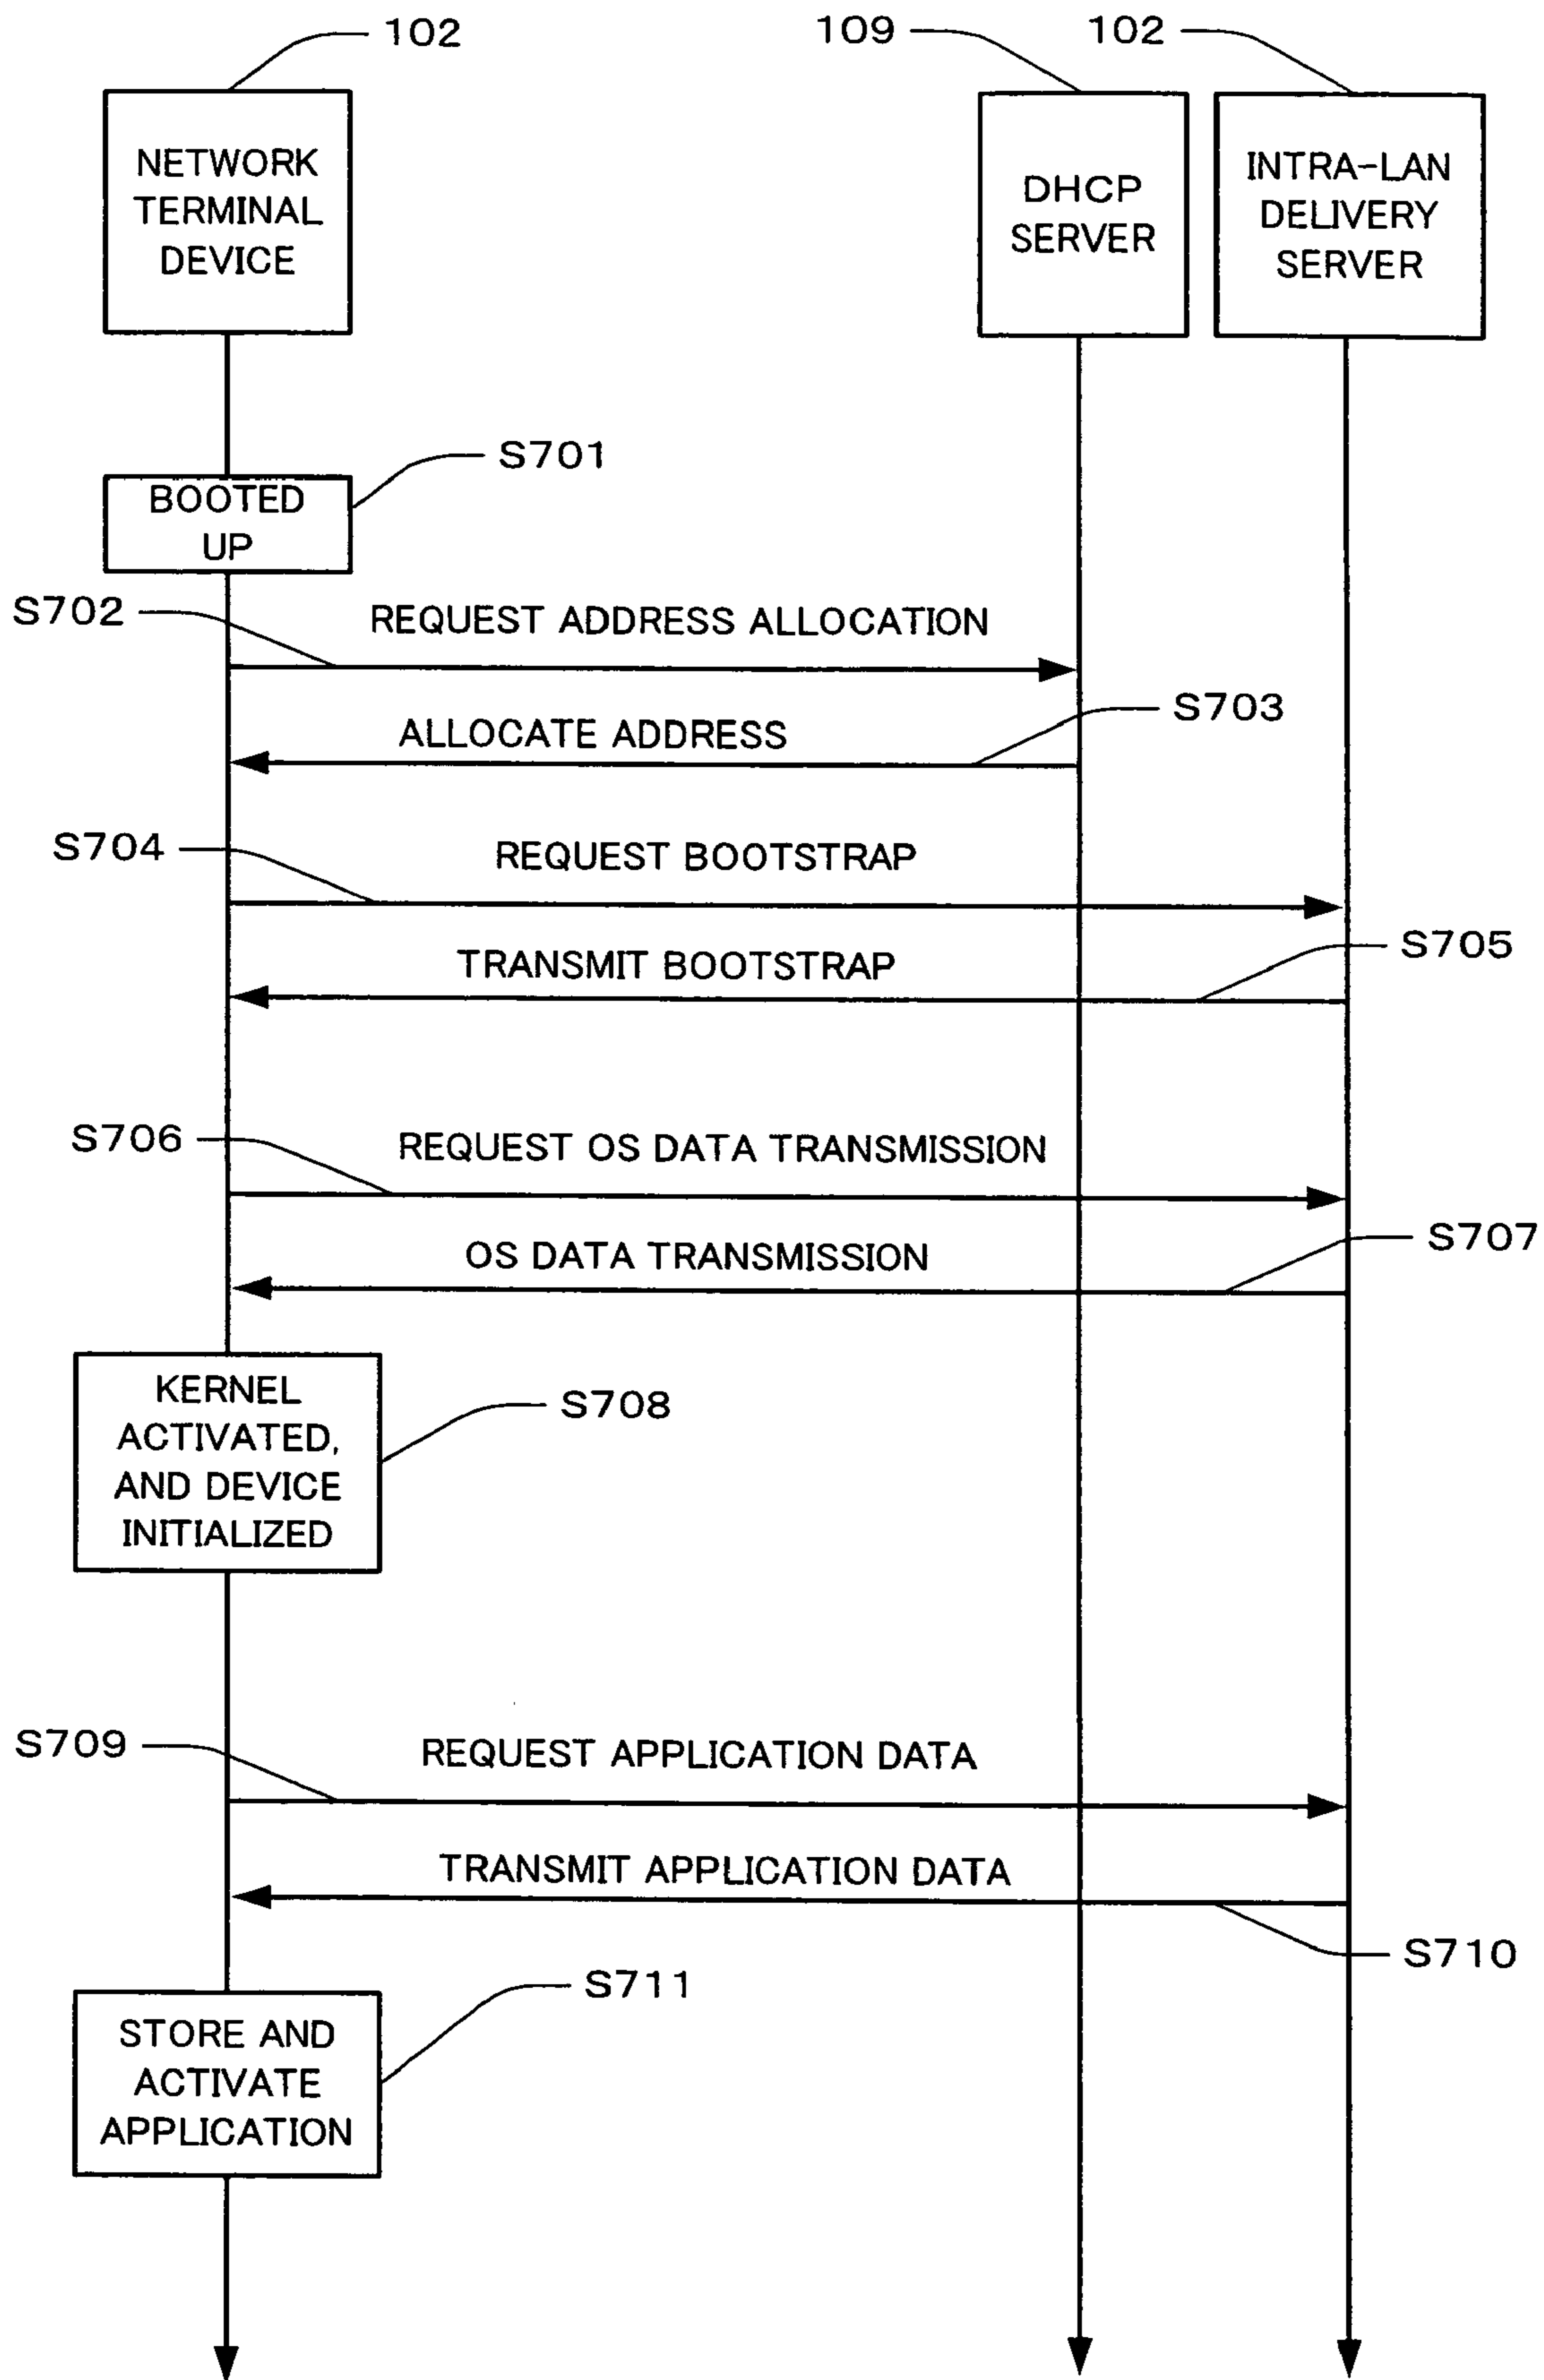 102
109
102
NETWORK
TERMINAL
DEVICE
DHCP
SERVER
INTRA-LAN
DELIVERY
SERVER
S701
BOOTED
UP
S702
REQUEST ADDRESS ALLOCATION
S703
ALLOCATE ADDRESS
S704
REQUEST BOOTSTRAP
S705
TRANSMIT BOOTSTRAP
S706
REQUEST OS DATA TRANSMISSION
S707
OS DATA TRANSMISSION
KERNEL
ACTIVATED,
AND DEVICE
INITIALIZED
S708
S709
REQUEST APPLICATION DATA
TRANSMIT APPLICATION DATA
S710
S711
STORE AND
ACTIVATE
APPLICATION